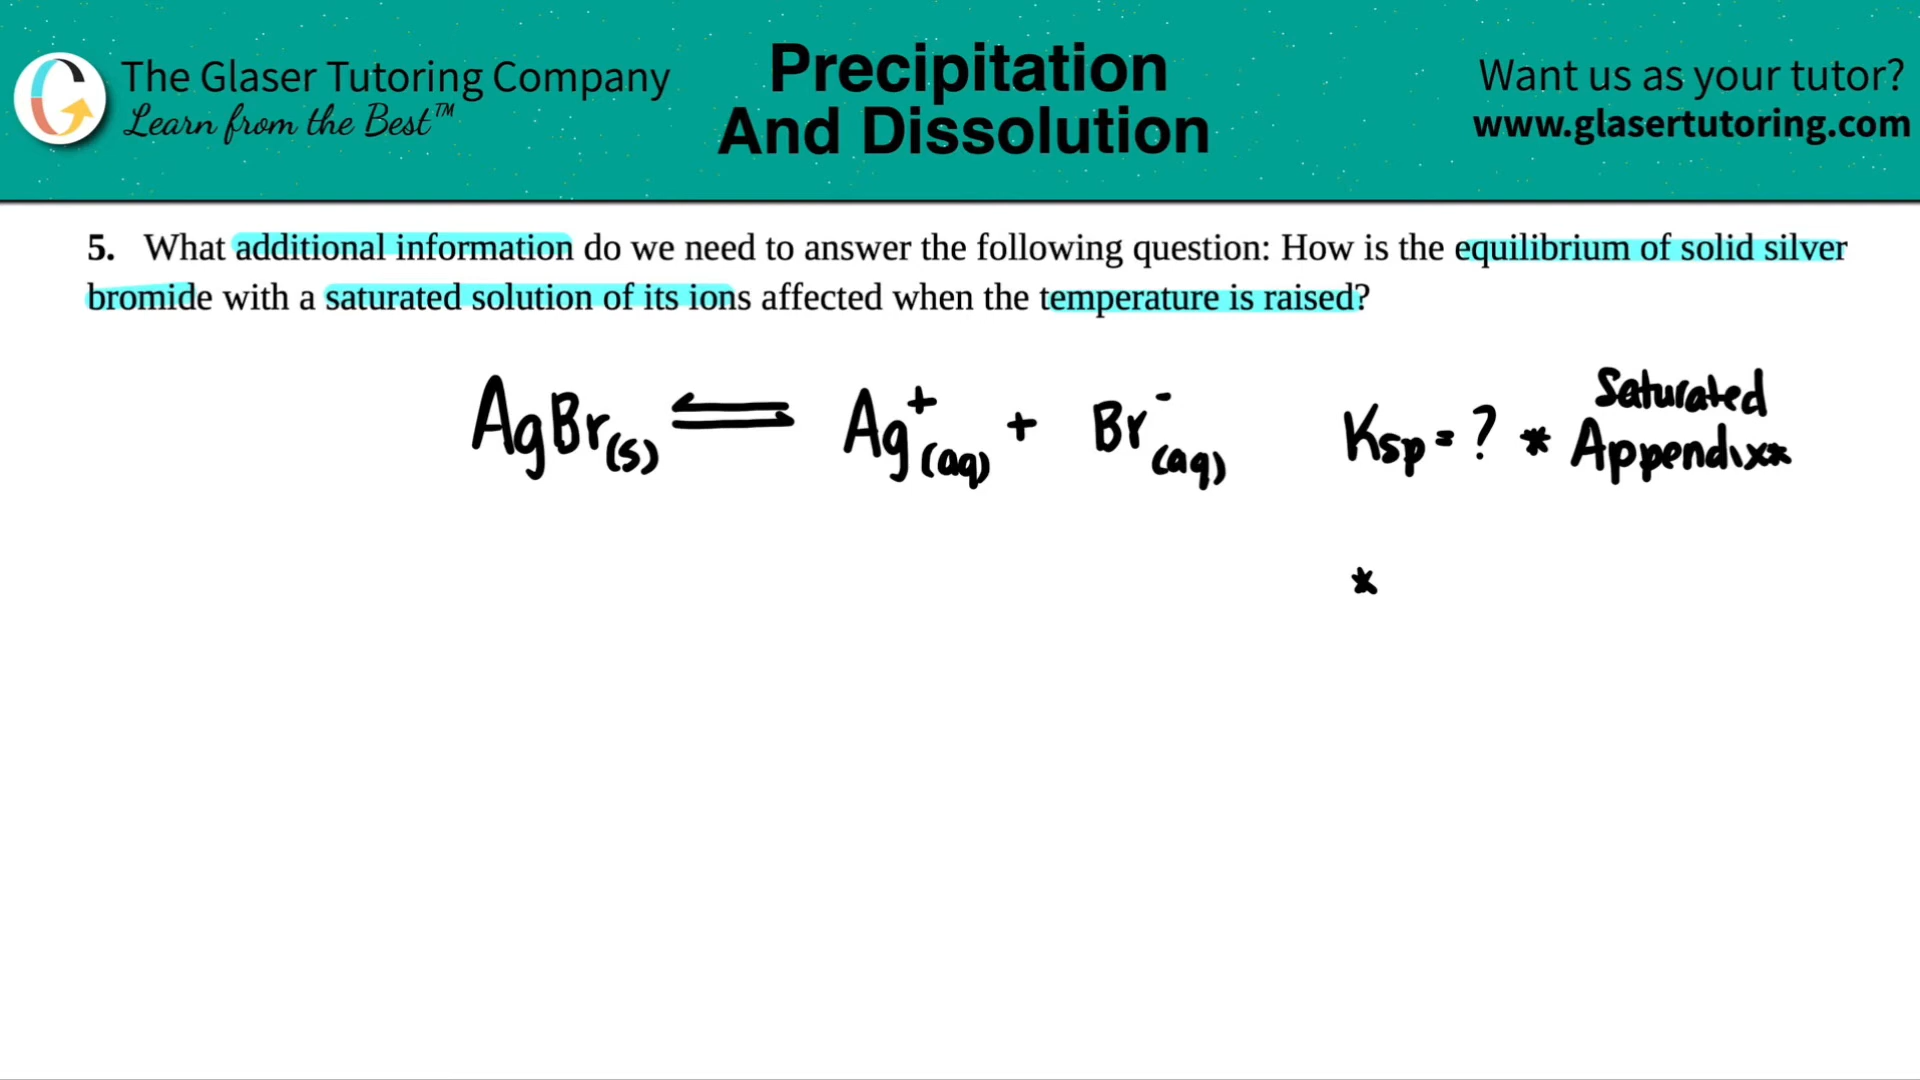 The Glaser Tutoring Company
Learn from the Best™
Precipitation
And Dissolution
Want us as your tutor?
www.glasertutoring.com
5. What additional information do we need to answer the following question: How is the equilibrium of solid silver
bromide with a saturated solution of its ions affected when the temperature is raised?
AgBr(s) ⇌ Ag⁺(aq) + Br⁻(aq) Ksp = ? * Saturated
Appendix*
*